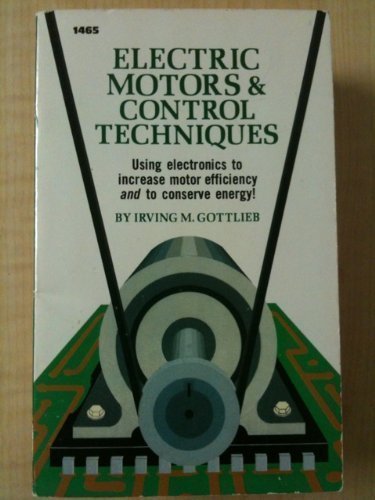 1465
ELECTRIC
MOTORS &
CONTROL
TECHNIQUES
Using electronics to
increase motor efficiency
and to conserve energy!
BY IRVING M. GOTTLIEB